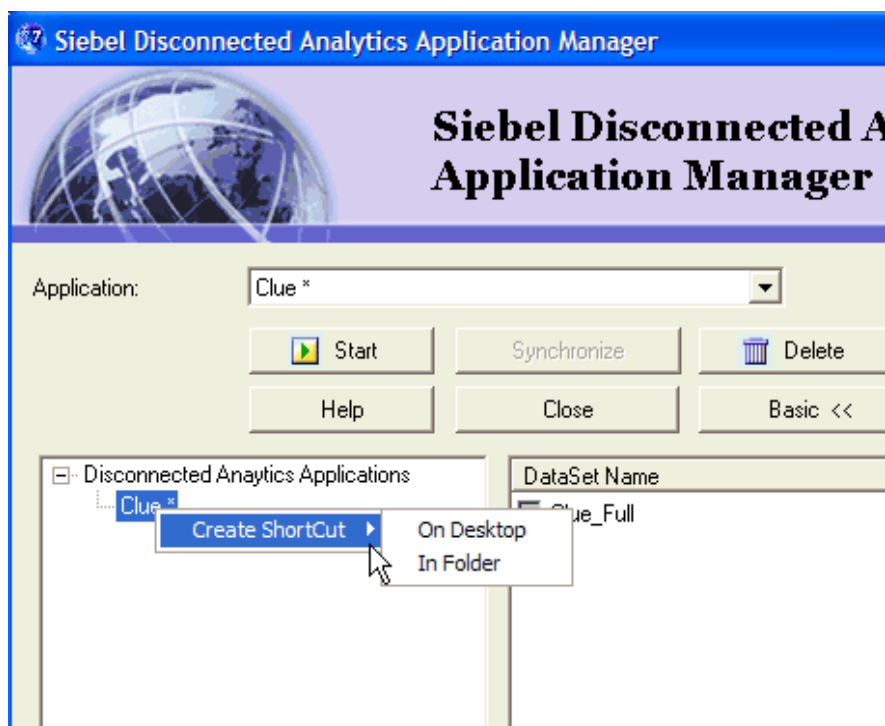 Siebel Disconnected Analytics Application Manager
Siebel Disconnected A
Application Manager
Application:
Clue *
Start
Synchronize
Delete
Help
Close
Basic <<
Disconnected Anaytics Applications
Clue *
DataSet Name
Clue_Full
Create ShortCut
On Desktop
In Folder